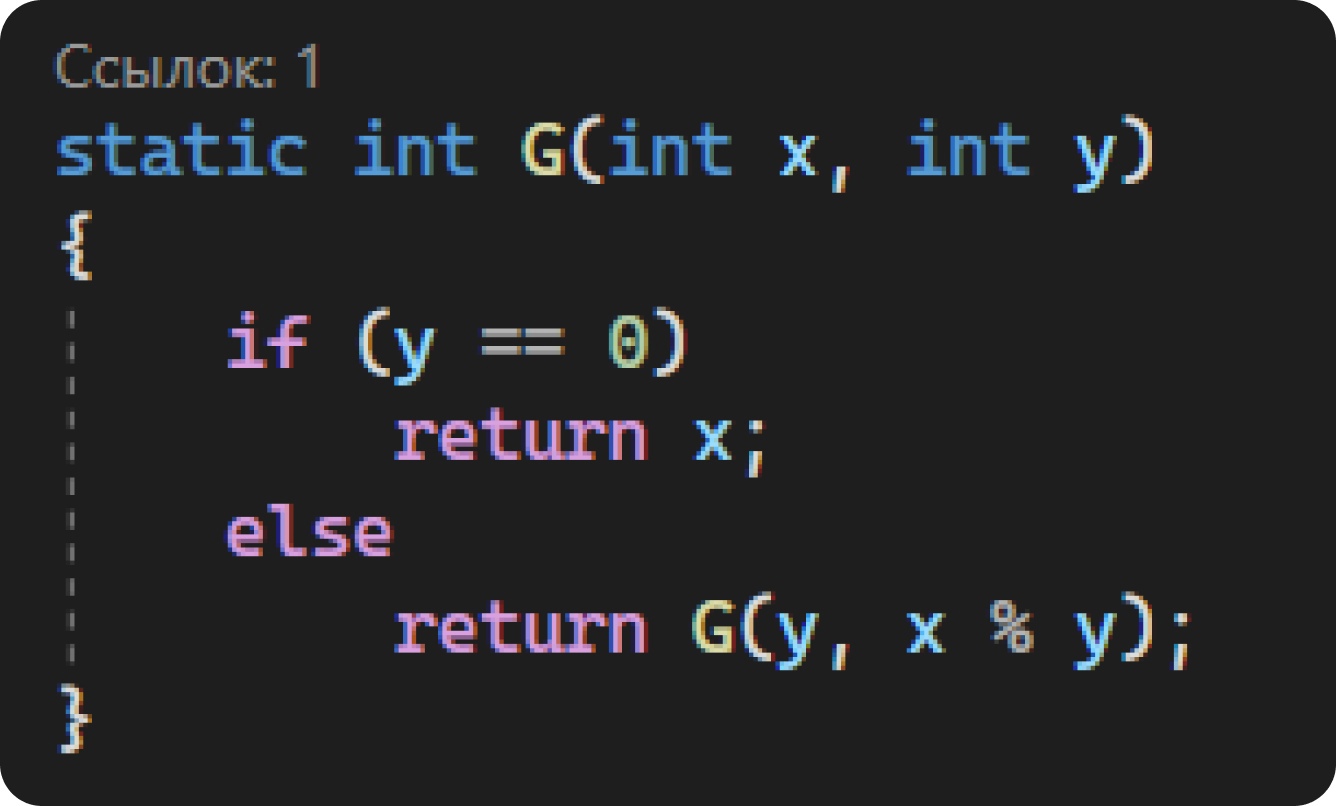 Ссылок: 1
static int G(int x, int y)
{
if (y == 0)
return x;
else
return G(y, x % y);
}